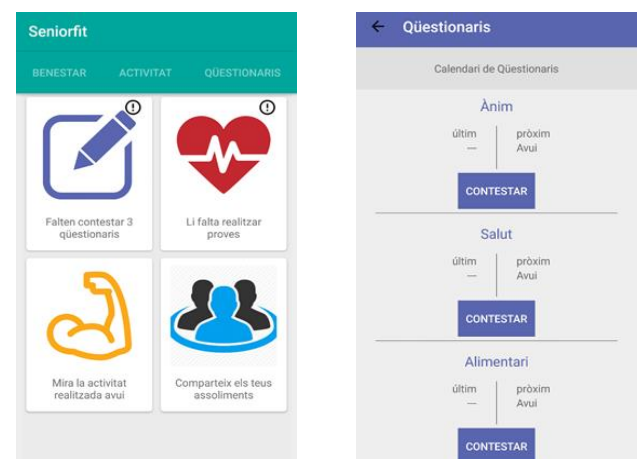 Seniorfit
BENESTAR ACTIVITAT QÜESTIONARIS
Falten contestar 3
qüestionaris
Li falta realitzar
proves
Mira la activitat
realitzada avui
Comparteix els teus
assoliments
Qüestionaris
Calendari de Qüestionaris
Ànim
últim pròxim
--- Avui
CONTESTAR
Salut
últim pròxim
--- Avui
CONTESTAR
Alimentari
últim pròxim
--- Avui
CONTESTAR